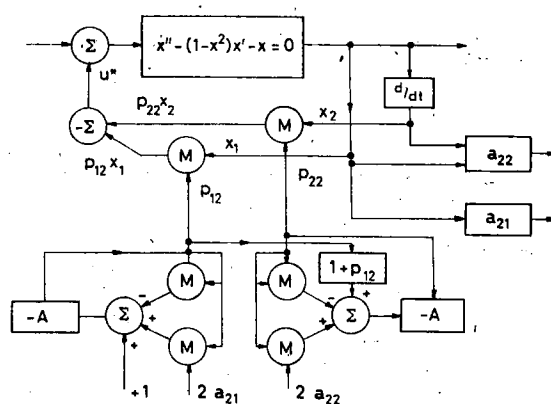 ·Σ
x″-(1-x²)x′-x=0
u*
d/dt
p₂₂x₂
x₂
-Σ
M
a₂₂
p₁₂x₁
M
x₁
p₂₂
p₁₂
a₂₁
1+p₁₂
M
M
-
-
+
-A
Σ
+
Σ
-A
+
+
M
M
+1
2 a₂₁
2 a₂₂